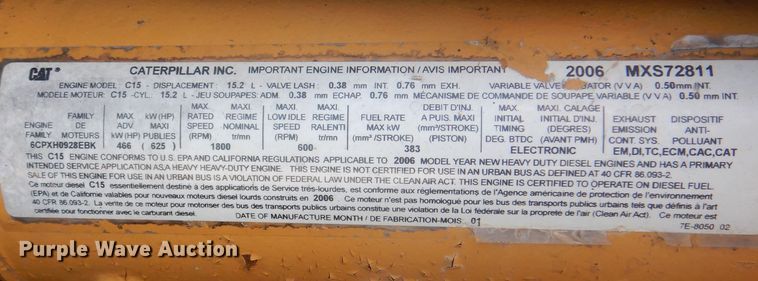 CAT® CATERPILLAR INC. IMPORTANT ENGINE INFORMATION / AVIS IMPORTANT 2006 MXS72811
ENGINE MODEL: C15 - DISPLACEMENT: 15.2 L - VALVE LASH: 0.38 mm INT. 0.76 mm EXH. VARIABLE VALVE BATOR (V V A) 0.50mm INT.
MODELE MOTEUR: C15 -CYL. 15.2 L -JEU SOUPAPES: ADM. 0.38 mm ECHAP. 0.76 mm MÉCANISME DE COMMANDE DE SOUPAPE VARIABLE (V V A) 0.50 mm INT.
ENGINE FAMILY
FAMILY DE MOTEURS
6CPXH0928EBK
MAX. ADV. kW (HP)
466
MAX. kW (HP) PUBLIES
( 625 )
MAX. RATED (RPM)
MAX. REGIME NOMINAL (tr/min)
1800
MAX. LOW IDLE (RPM)
MAX. REGIME RALENTI (tr/min)
600
FUEL RATE MAX kW (mm³ /STROKE)
DEBIT D'INJ. A PUIS. MAXI (mm³/STROKE) (PISTON)
383
MAX. INITIAL TIMING DEG. BTDC
MAXI. CALAGE INITIAL D'INJ. (DEGRES) (AVANT PMH)
ELECTRONIC
EXHAUST EMISSION CONT. SYS.
DISPOSITIF ANTI-POLLUANT
EM,DI,TC,ECM,CAC,CAT
THIS C15 ENGINE CONFORMS TO U.S. EPA AND CALIFORNIA REGULATIONS APPLICABLE TO 2006 MODEL YEAR NEW HEAVY DUTY DIESEL ENGINES AND HAS A PRIMARY
INTENDED SERVICE APPLICATION AS A HEAVY HEAVY-DUTY ENGINE. THIS ENGINE IS NOT CERTIFIED FOR USE IN AN URBAN BUS AS DEFINED AT 40 CFR 86.093-2.
SALE OF THIS ENGINE FOR USE IN AN URBAN BUS IS A VIOLATION OF FEDERAL LAW UNDER THE CLEAN AIR ACT. THIS ENGINE IS CERTIFIED TO OPERATE ON DIESEL FUEL.
Ce moteur diesel C15 essentiellement destiné à des applications de Service très-lourdes, est conforme aux réglementations de l'Agence américaine de protection de l'environnement
(EPA) et de Californie valables pour nouveaux moteurs diesel lourds construits en 2006 . Ce moteur n'est pas homologué pour les bus des transports publics urbains tels que définis à l'art
40 CFR 86.093-2. La vente de ce moteur pour motoriser des bus des transports publics urbains constitue une violation de la Loi fédérale sur la propreté de l'air (Clean Air Act). Ce moteur est
certifié pour fonctionner avec le carburant diesel.
DATE OF MANUFACTURE MONTH / DE FABRICATION-MOIS 01
7E-8050 02
Purple Wave Auction